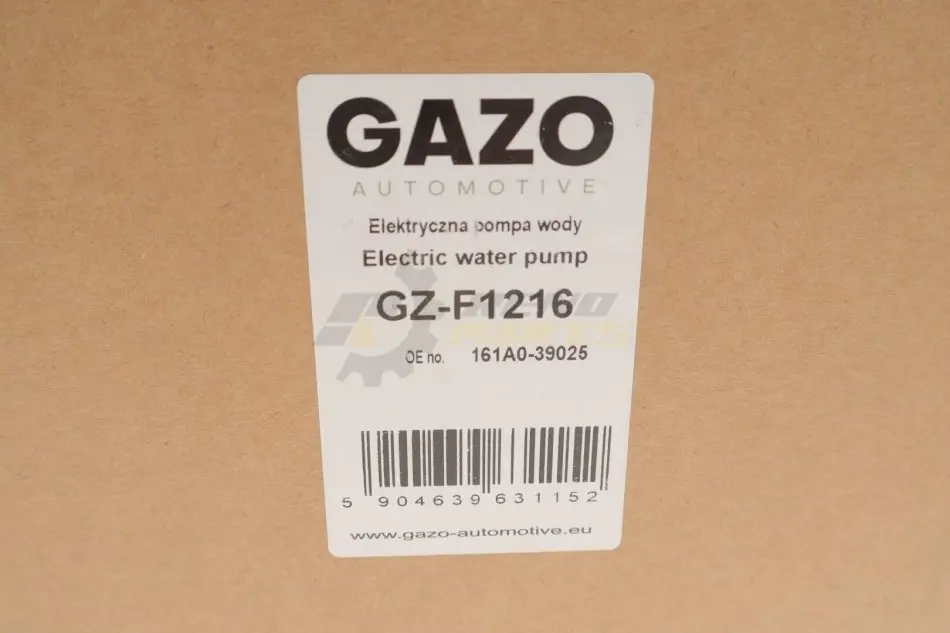 GAZO
AUTOMOTIVE
Elektryczna pompa wody
Electric water pump
GZ-F1216
OE no. 161A0-39025
5 904639 631152
www.gazo-automotive.eu